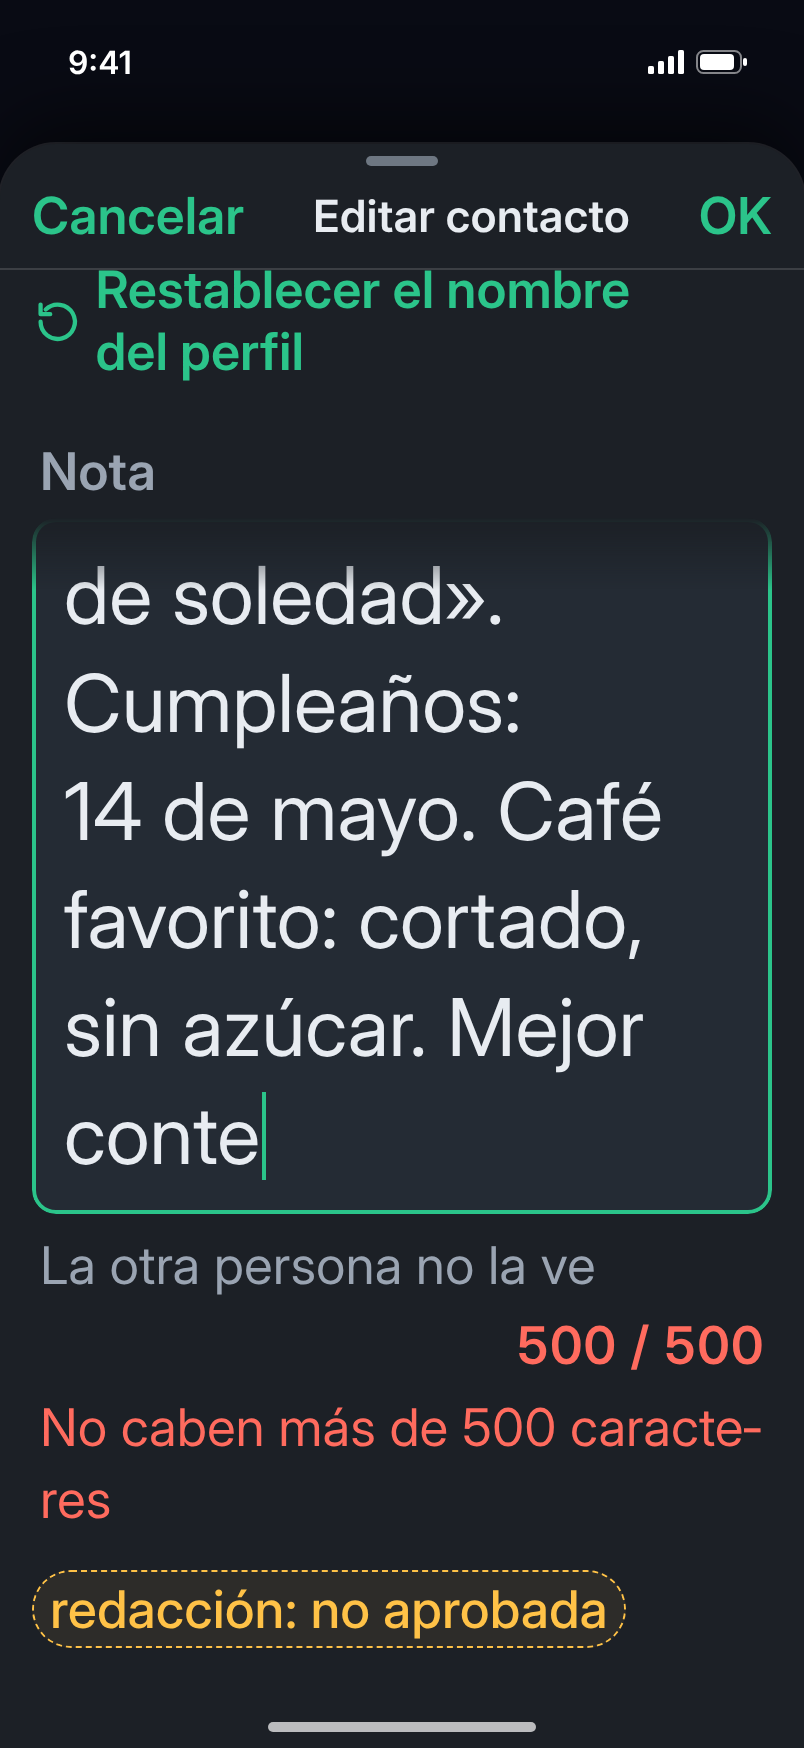 9:41
Cancelar
Editar contacto
OK
Restablecer el nombre
del perfil
Nota
de soledad».
Cumpleaños:
14 de mayo. Café
favorito: cortado,
sin azúcar. Mejor
conte
La otra persona no la ve
500 / 500
No caben más de 500 caracte-
res
redacción: no aprobada